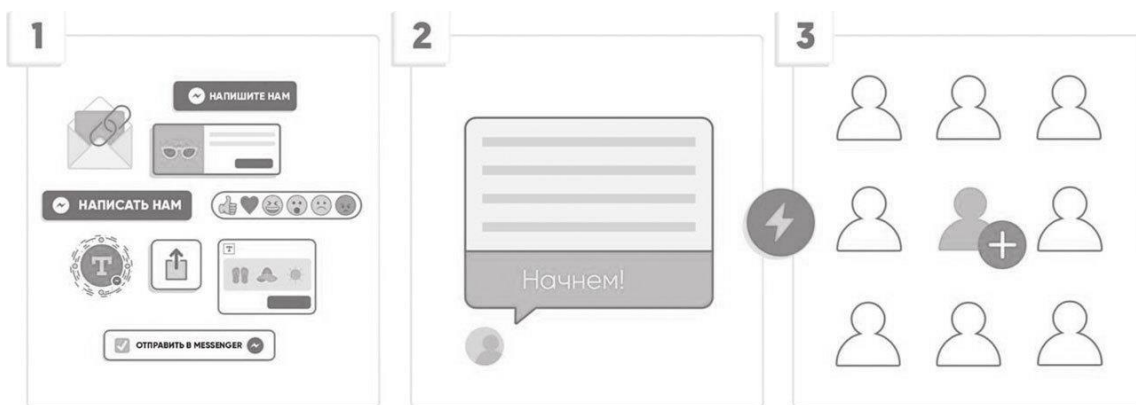 1
НАПИШИТЕ НАМ
НАПИСАТЬ НАМ
T
T
ОТПРАВИТЬ В MESSENGER
2
Начнем!
3